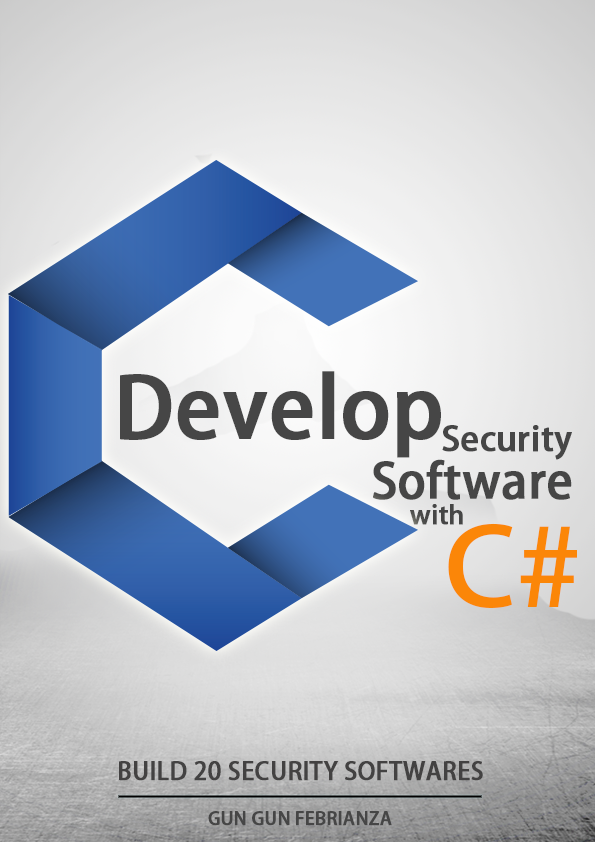 Develop
Security
Software
with
C#
BUILD 20 SECURITY SOFTWARES
GUN GUN FEBRIANZA